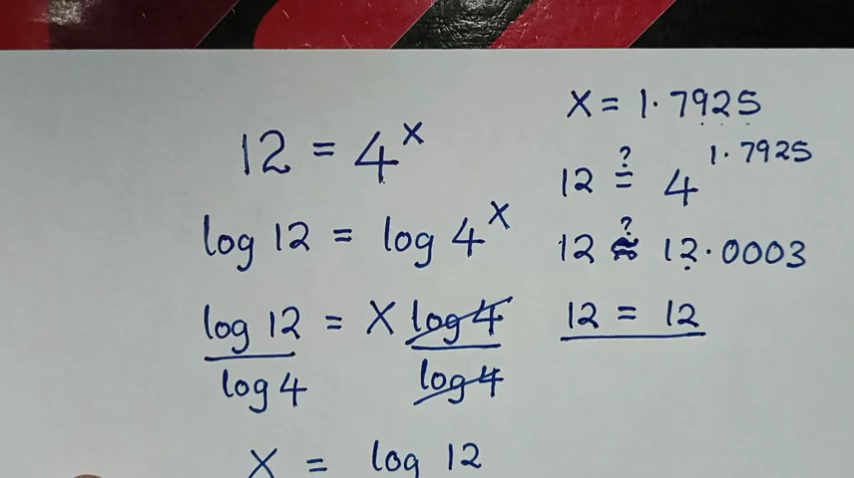 12 = 4^x
log 12 = log 4^x
log 12 = x log 4
log 4 log 4
x = log 12
x = 1.7925
12 ≟ 4^1.7925
12 ≈? 12.0003
12 = 12